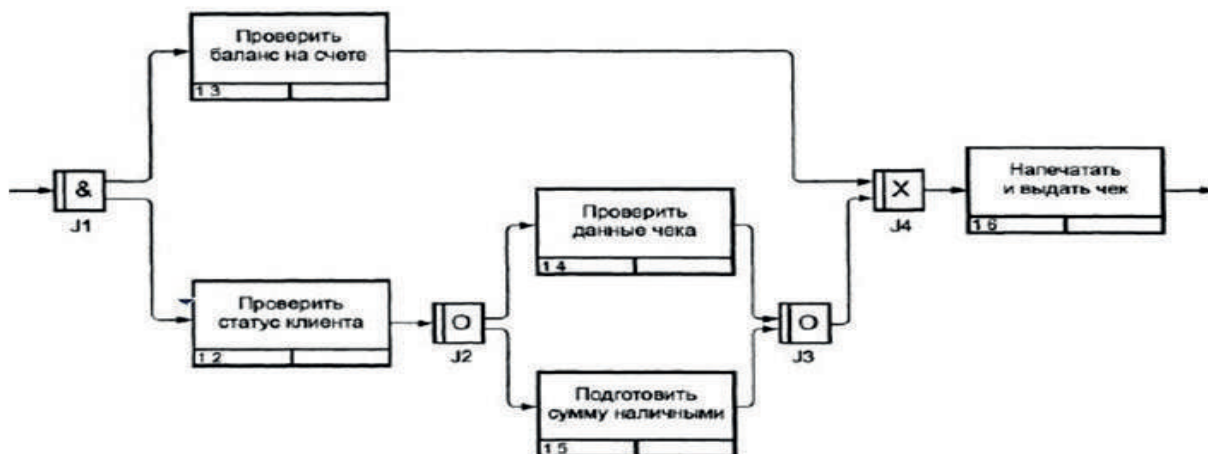 Проверить
баланс на счете
1 3
&
J1
Проверить
статус клиента
1 2
O
J2
Проверить
данные чека
1 4
Подготовить
сумму наличными
1 5
O
J3
X
J4
Напечатать
и выдать чек
1 6